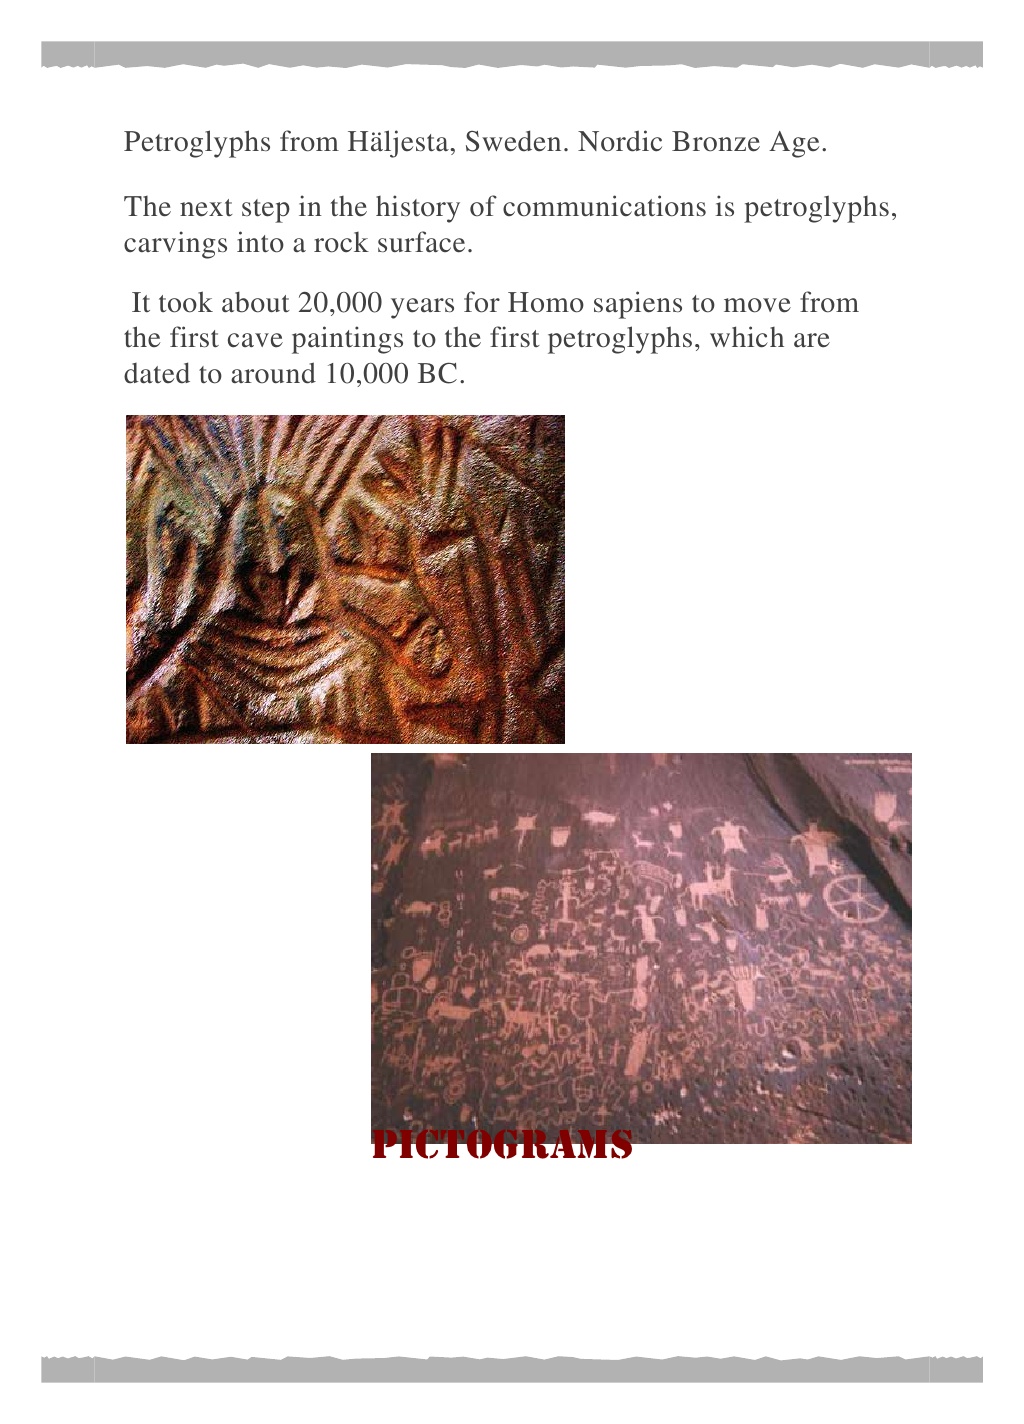 Petroglyphs from Häljesta, Sweden. Nordic Bronze Age.
The next step in the history of communications is petroglyphs,
carvings into a rock surface.
It took about 20,000 years for Homo sapiens to move from
the first cave paintings to the first petroglyphs, which are
dated to around 10,000 BC.
PICTOGRAMS